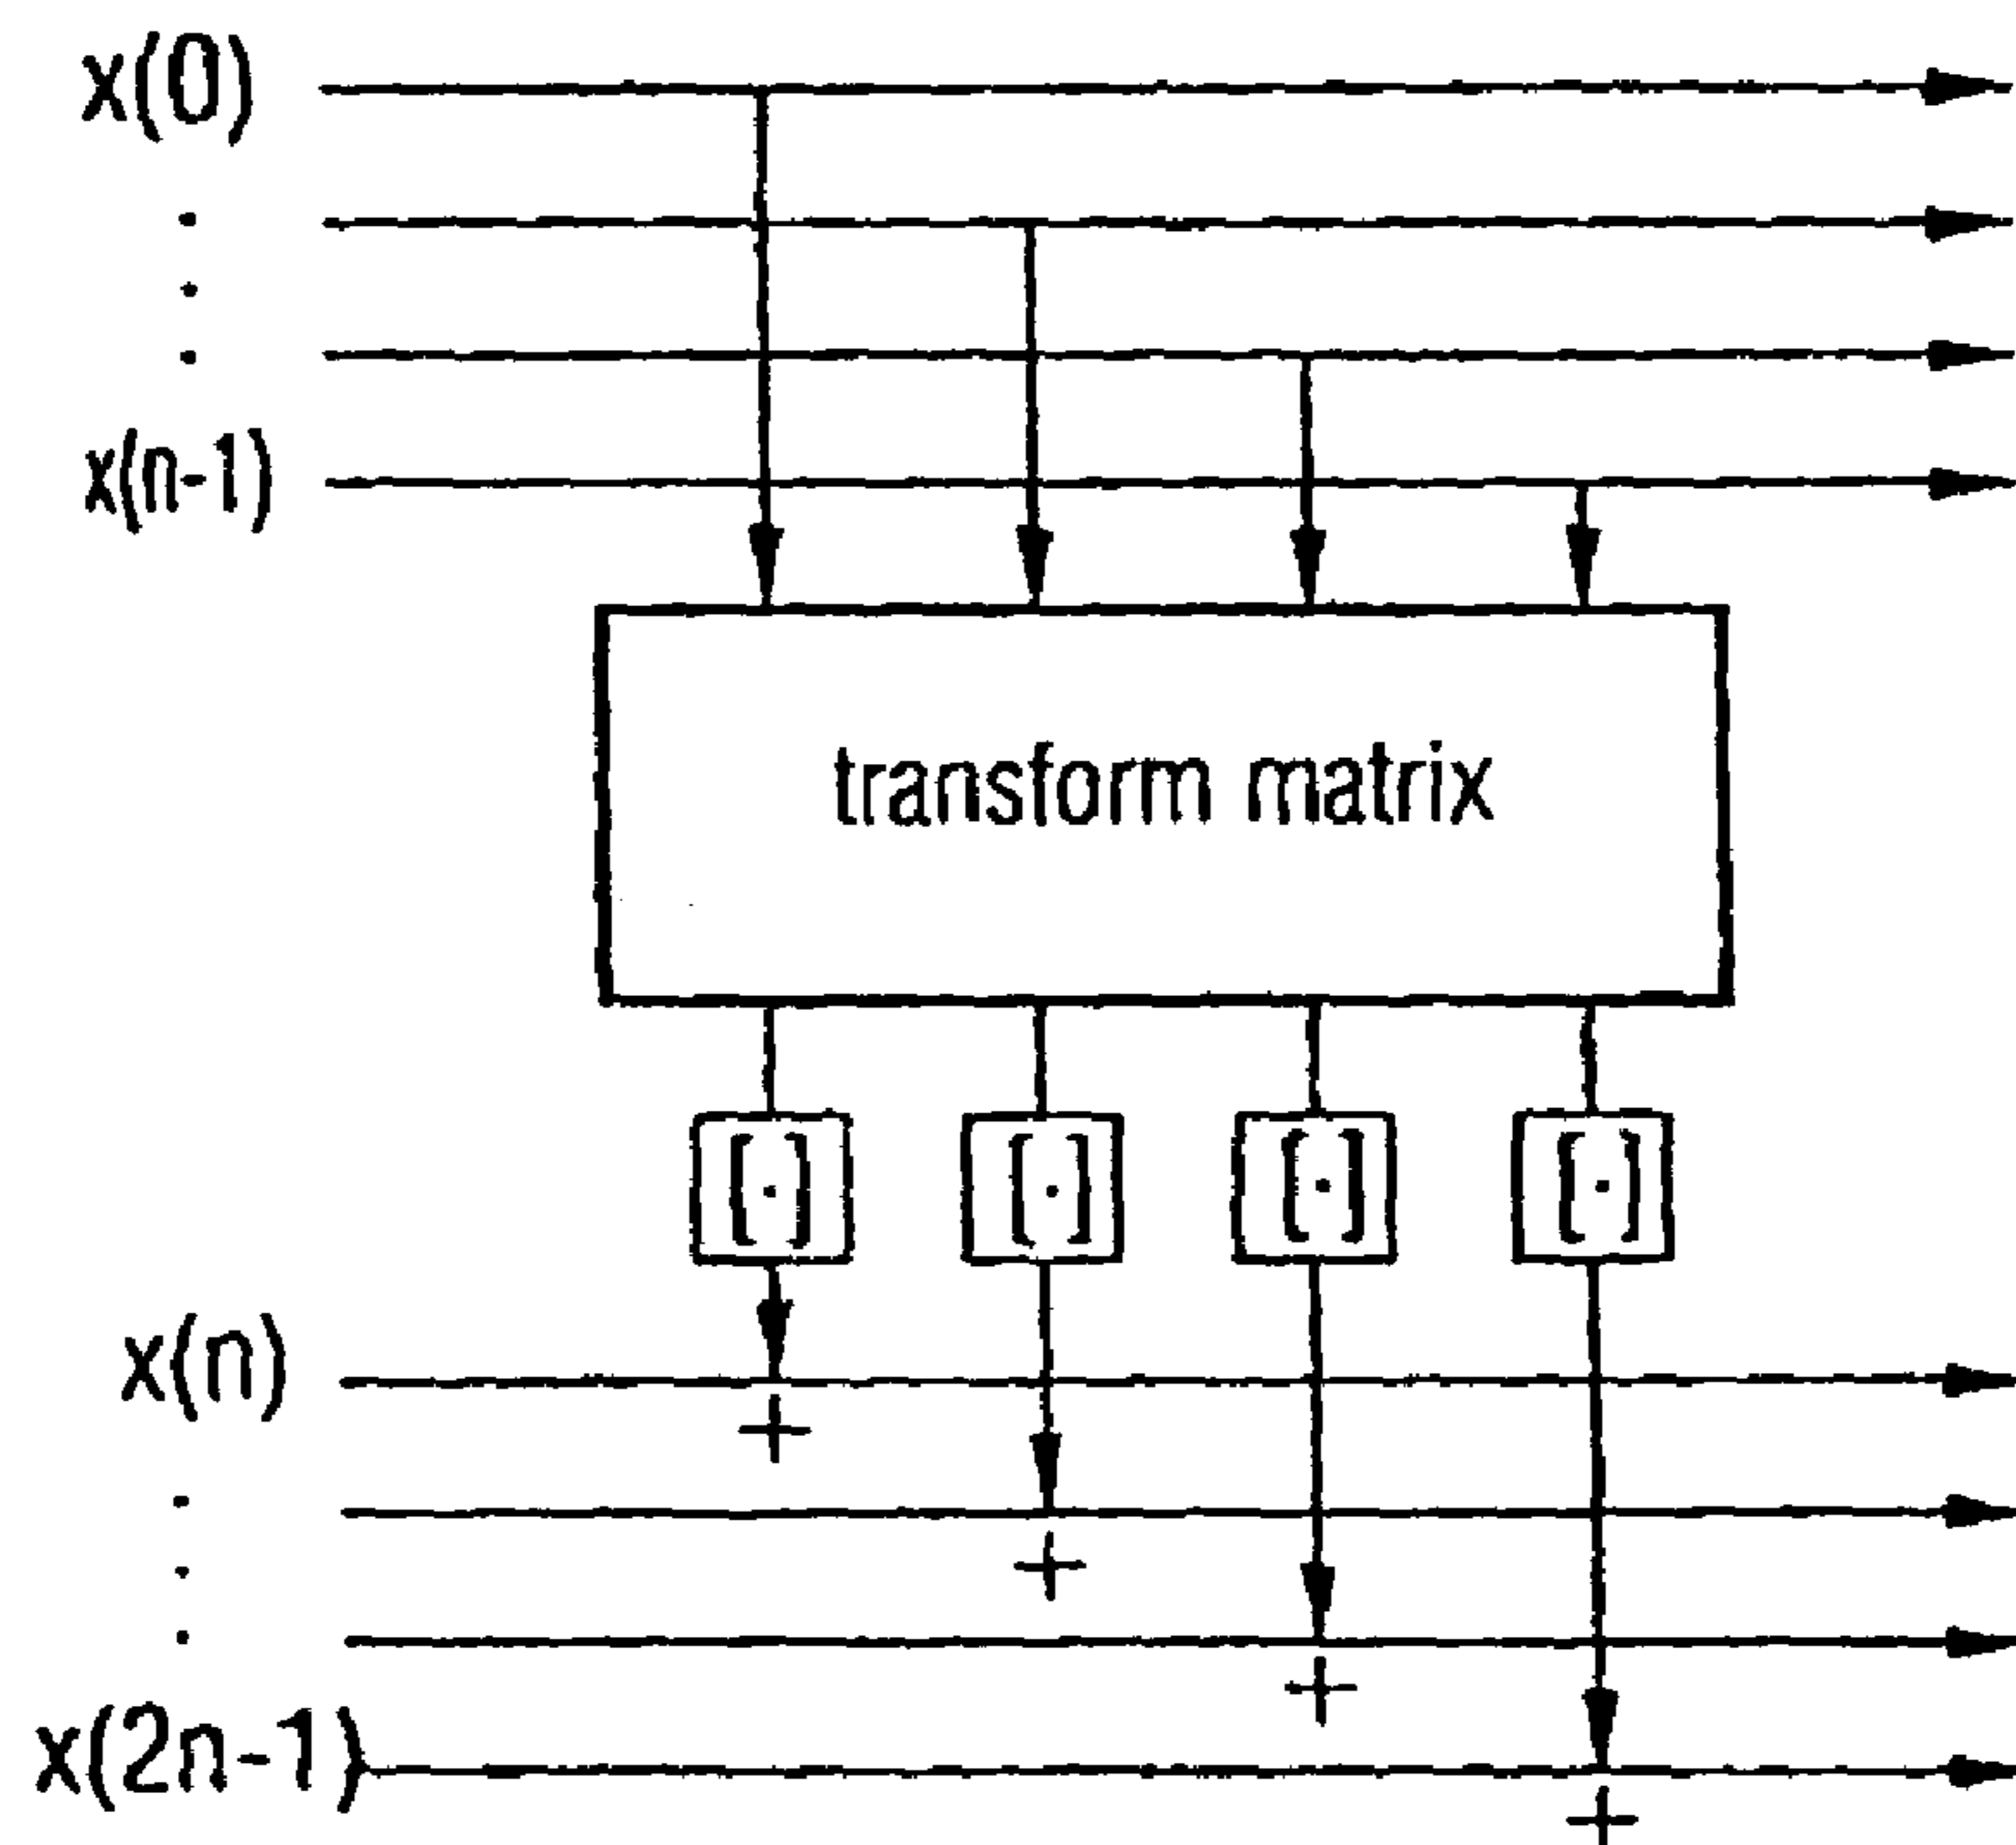 x(0)
.
.
.
x(n-1)
transform matrix
[·] [·] [·] [·]
x(n)
+
.
+
.
.
+
x(2n-1)
+